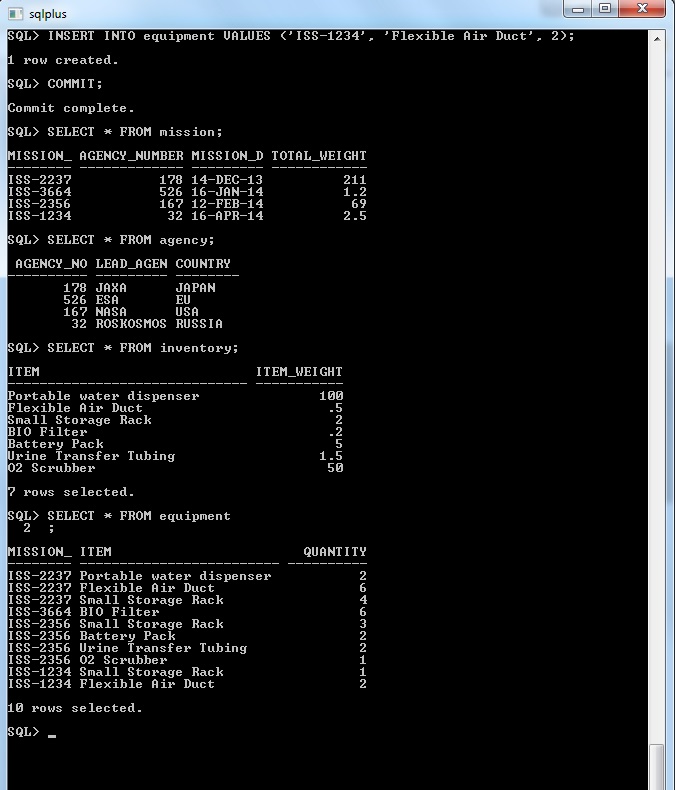 sqlplus
SQL> INSERT INTO equipment VALUES ('ISS-1234', 'Flexible Air Duct', 2);
1 row created.
SQL> COMMIT;
Commit complete.
SQL> SELECT * FROM mission;
MISSION_ AGENCY_NUMBER MISSION_D TOTAL_WEIGHT
-------- ------------- --------- ------------
ISS-2237           178 14-DEC-13          211
ISS-3664           526 16-JAN-14          1.2
ISS-2356           167 12-FEB-14           69
ISS-1234            32 16-APR-14          2.5
SQL> SELECT * FROM agency;
 AGENCY_NO LEAD_AGEN COUNTRY
---------- --------- --------
       178 JAXA      JAPAN
       526 ESA       EU
       167 NASA      USA
        32 ROSKOSMOS RUSSIA
SQL> SELECT * FROM inventory;
ITEM                           ITEM_WEIGHT
------------------------------ -----------
Portable water dispenser               100
Flexible Air Duct                       .5
Small Storage Rack                       2
BIO Filter                              .2
Battery Pack                             5
Urine Transfer Tubing                  1.5
O2 Scrubber                             50
7 rows selected.
SQL> SELECT * FROM equipment
  2  ;
MISSION_ ITEM                        QUANTITY
-------- ------------------------- ----------
ISS-2237 Portable water dispenser           2
ISS-2237 Flexible Air Duct                  6
ISS-2237 Small Storage Rack                 4
ISS-3664 BIO Filter                         6
ISS-2356 Small Storage Rack                 3
ISS-2356 Battery Pack                       2
ISS-2356 Urine Transfer Tubing              2
ISS-2356 O2 Scrubber                        1
ISS-1234 Small Storage Rack                 1
ISS-1234 Flexible Air Duct                  2
10 rows selected.
SQL> _